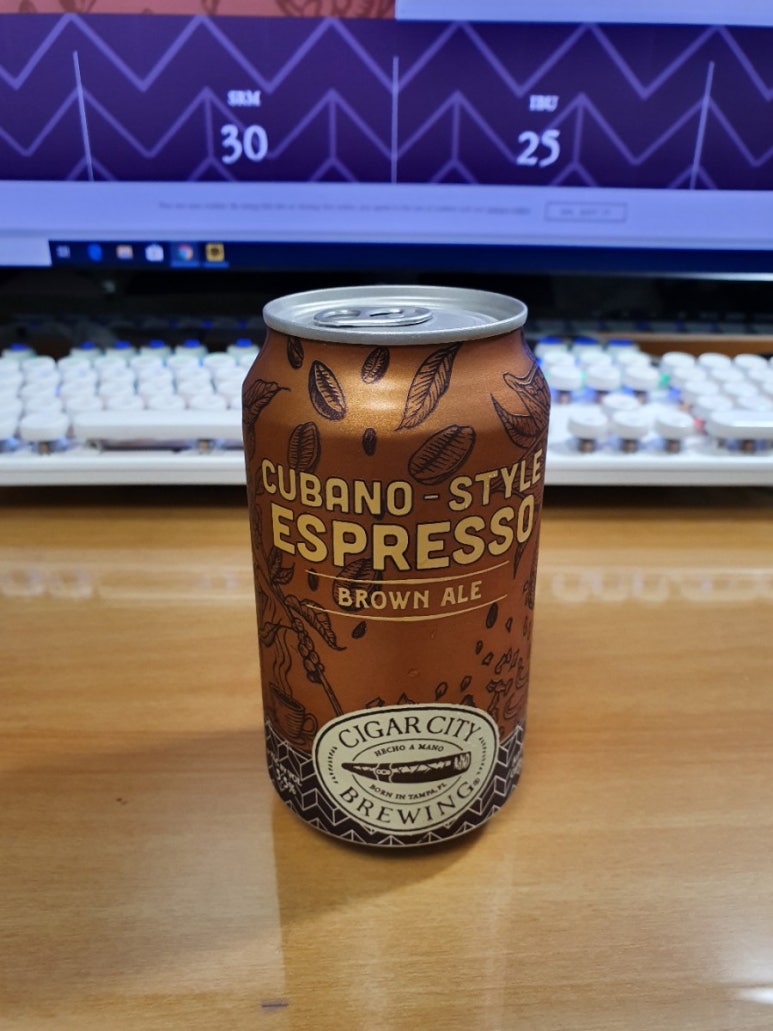 SRM
30
IBU
25
CUBANO - STYLE
ESPRESSO
BROWN ALE
CIGAR CITY
HECHO A MANO
BORN IN TAMPA, FL
BREWING®